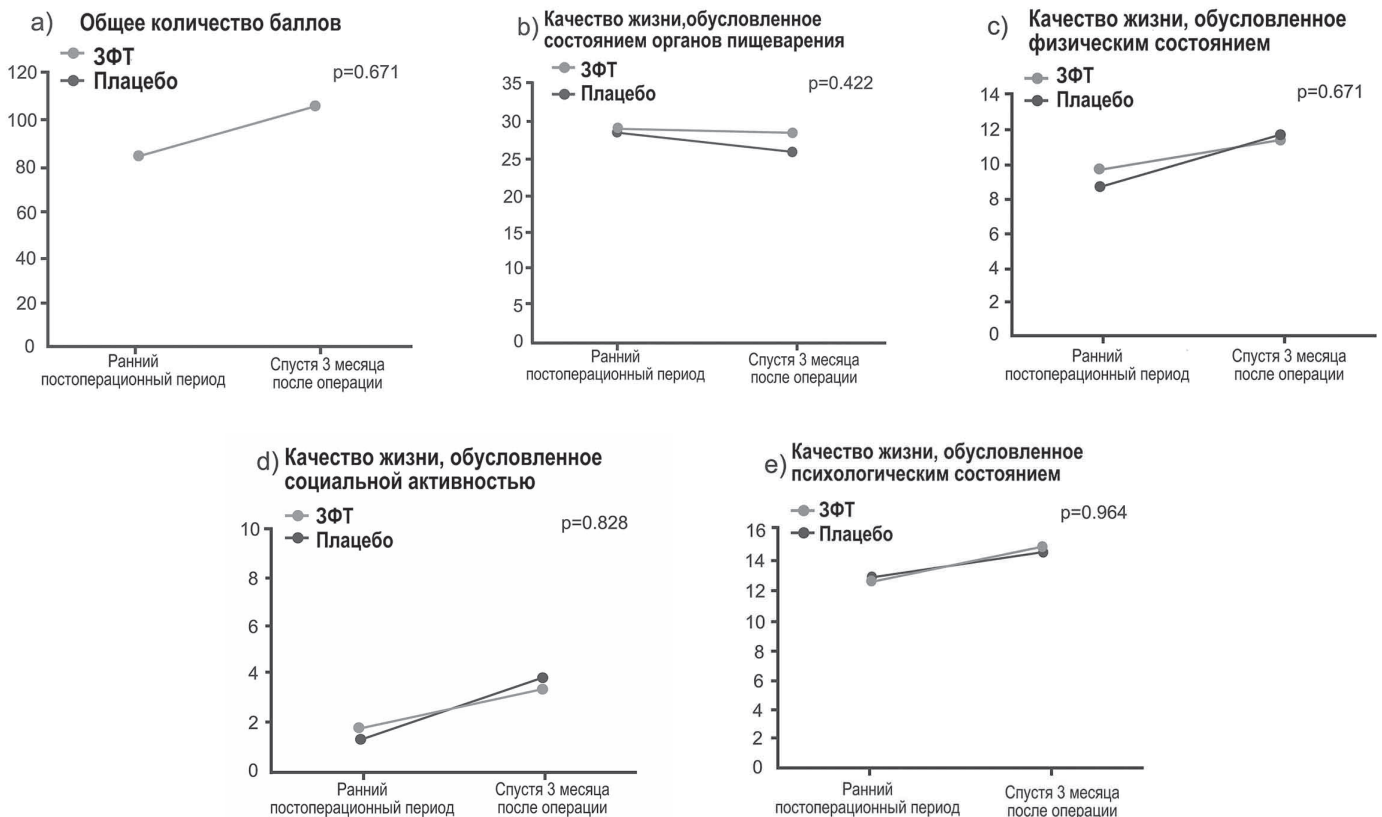 a) Общее количество баллов
ЗФТ
Плацебо
p=0.671
120
100
80
60
40
20
0
Ранний
постоперационный период
Спустя 3 месяца
после операции
b) Качество жизни,обусловленное
состоянием органов пищеварения
ЗФТ
Плацебо
p=0.422
35
30
25
20
15
10
5
0
Ранний
постоперационный период
Спустя 3 месяца
после операции
c) Качество жизни, обусловленное
физическим состоянием
ЗФТ
Плацебо
p=0.671
14
12
10
8
6
4
2
0
Ранний
постоперационный период
Спустя 3 месяца
после операции
d) Качество жизни, обусловленное
социальной активностью
ЗФТ
Плацебо
p=0.828
10
8
6
4
2
0
Ранний
постоперационный период
Спустя 3 месяца
после операции
e) Качество жизни, обусловленное
психологическим состоянием
ЗФТ
Плацебо
p=0.964
16
14
12
10
8
6
4
2
0
Ранний
постоперационный период
Спустя 3 месяца
после операции